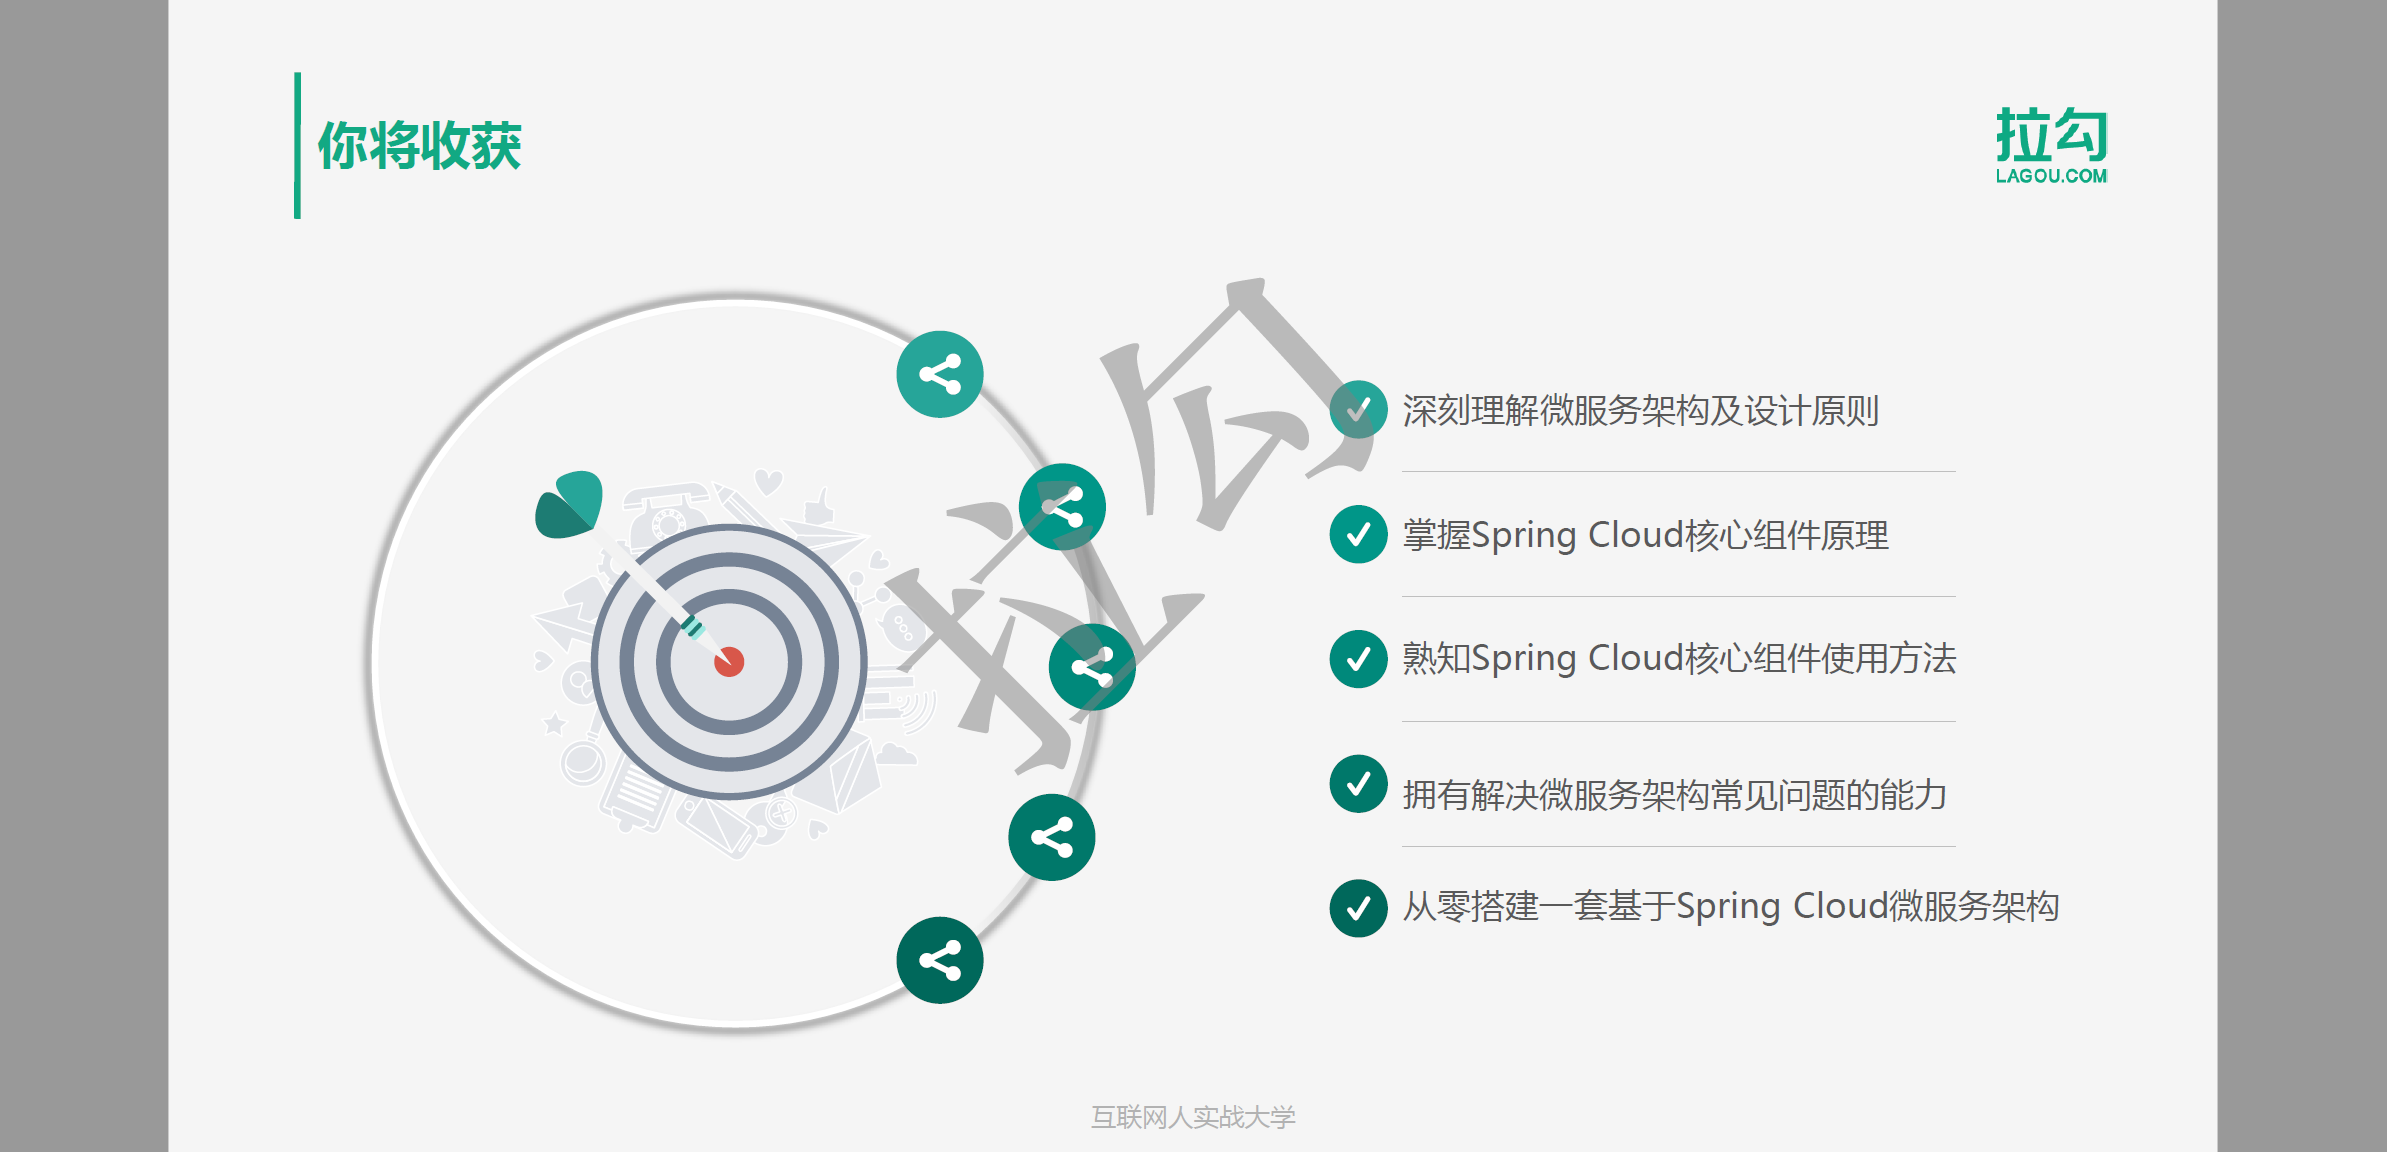 你将收获
拉勾
LAGOU.COM
拉勾
深刻理解微服务架构及设计原则
掌握Spring Cloud核心组件原理
熟知Spring Cloud核心组件使用方法
拥有解决微服务架构常见问题的能力
从零搭建一套基于Spring Cloud微服务架构
互联网人实战大学